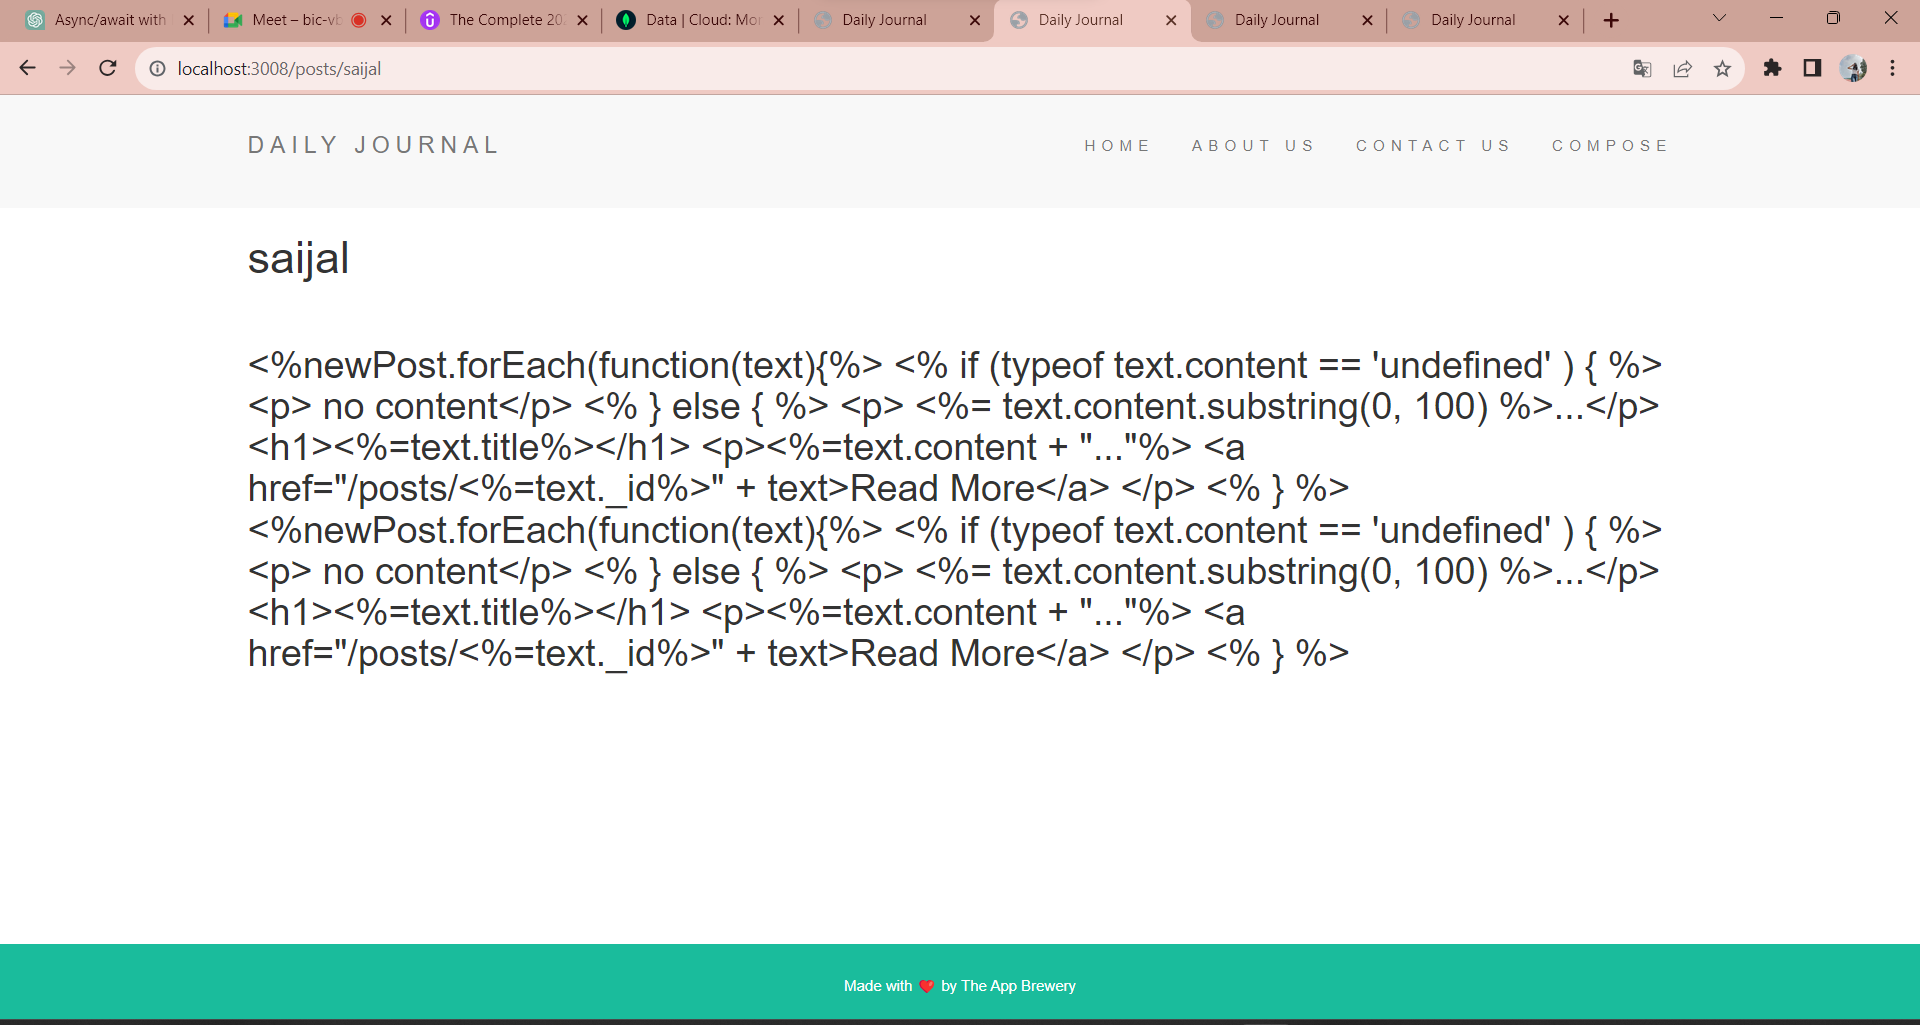 Async/await with
Meet – bic-vb
The Complete 20
Data | Cloud: Mon
Daily Journal
Daily Journal
Daily Journal
Daily Journal
localhost:3008/posts/saijal
DAILY JOURNAL
HOME
ABOUT US
CONTACT US
COMPOSE
saijal
<%newPost.forEach(function(text){%> <% if (typeof text.content == 'undefined' ) { %>
<p> no content</p> <% } else { %> <p> <%= text.content.substring(0, 100) %>...</p>
<h1><%=text.title%></h1> <p><%=text.content + "..."%> <a
href="/posts/<%=text._id%>" + text>Read More</a> </p> <% } %>
<%newPost.forEach(function(text){%> <% if (typeof text.content == 'undefined' ) { %>
<p> no content</p> <% } else { %> <p> <%= text.content.substring(0, 100) %>...</p>
<h1><%=text.title%></h1> <p><%=text.content + "..."%> <a
href="/posts/<%=text._id%>" + text>Read More</a> </p> <% } %>
Made with ❤️ by The App Brewery